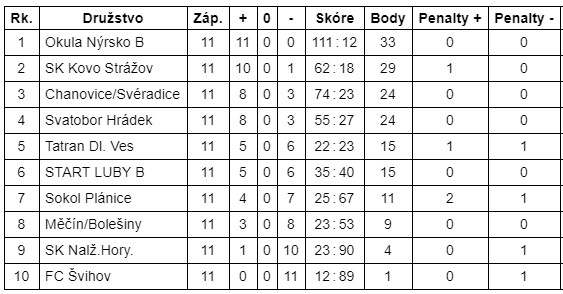 Rk. Družstvo Záp. + 0 - Skóre Body Penalty + Penalty -
1 Okula Nýrsko B 11 11 0 0 111:12 33 0 0
2 SK Kovo Strážov 11 10 0 1 62:18 29 1 0
3 Chanovice/Svéradice 11 8 0 3 74:23 24 0 0
4 Svatobor Hrádek 11 8 0 3 55:27 24 0 0
5 Tatran Dl. Ves 11 5 0 6 22:23 15 1 1
6 START LUBY B 11 5 0 6 35:40 15 0 0
7 Sokol Plánice 11 4 0 7 25:67 11 2 1
8 Měčín/Bolešiny 11 3 0 8 23:53 9 0 0
9 SK Nalž.Hory. 11 1 0 10 23:90 4 0 1
10 FC Švihov 11 0 0 11 12:89 1 0 1